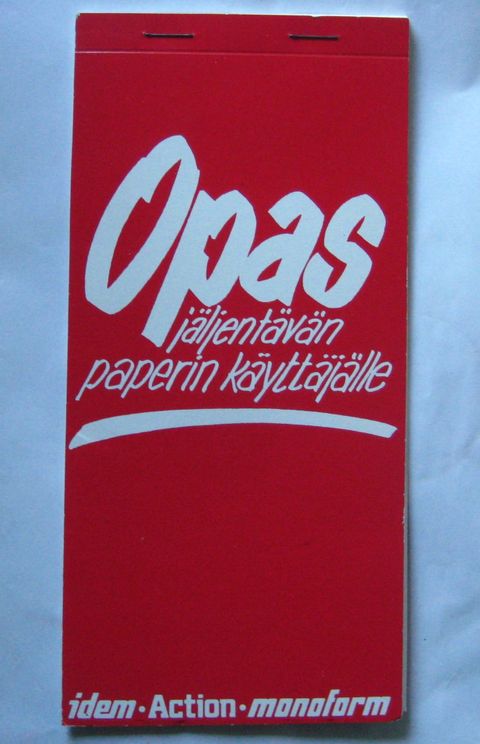 Opas
jäljentävän
paperin käyttäjälle
idem · Action · monoform